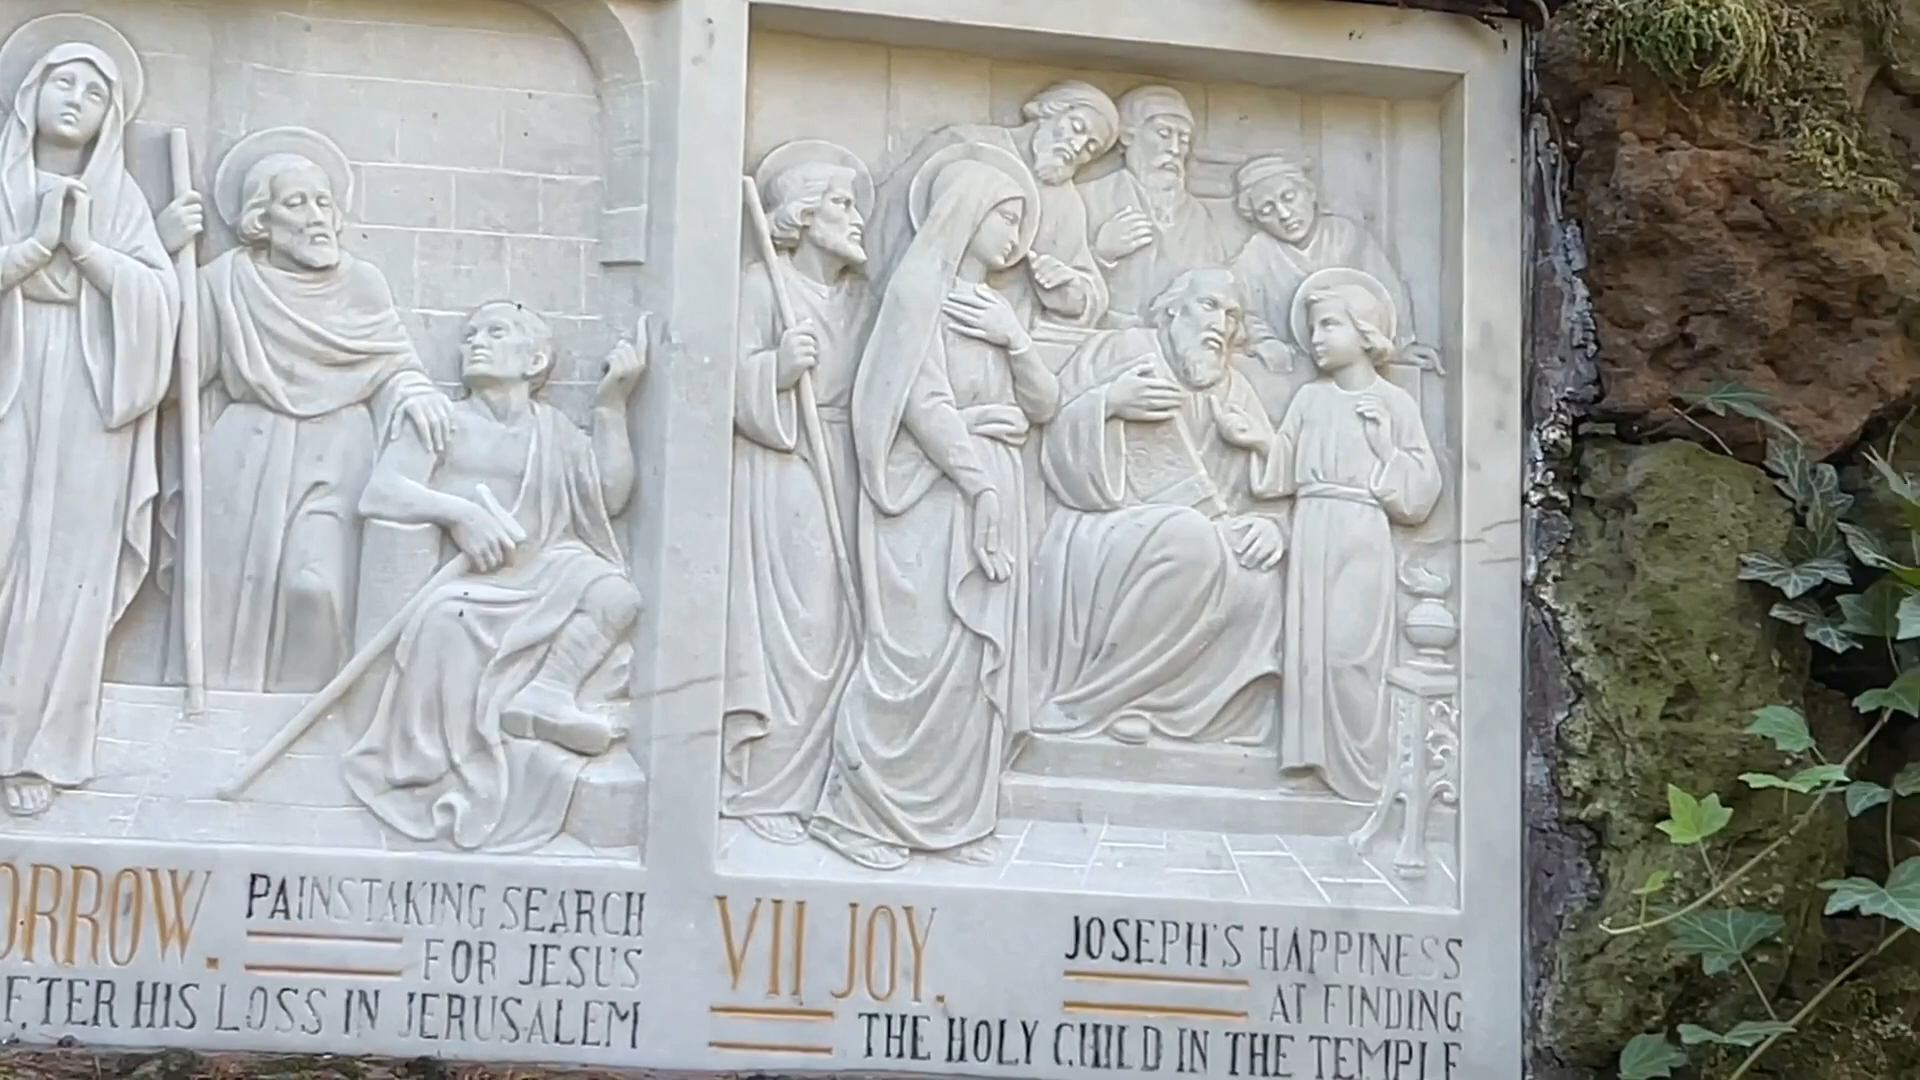 ORROW. PAINSTAKING SEARCH
FOR JESUS
FTER HIS LOSS IN JERUSALEM
VII JOY. JOSEPH'S HAPPINESS
AT FINDING
THE HOLY CHILD IN THE TEMPLE